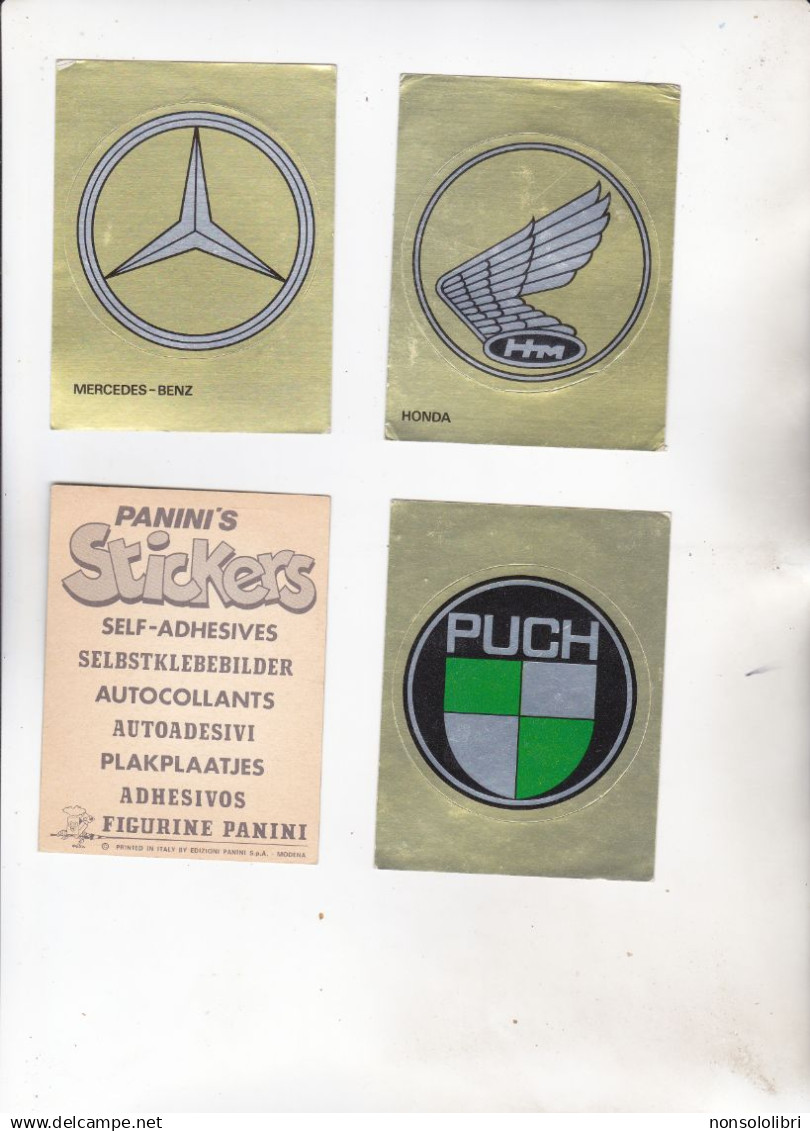 MERCEDES-BENZ
HM
HONDA
PANINI'S
Stickers
SELF-ADHESIVES
SELBSTKLEBEBILDER
AUTOCOLLANTS
AUTOADESIVI
PLAKPLAATJES
ADHESIVOS
FIGURINE PANINI
© PRINTED IN ITALY BY EDIZIONI PANINI S.p.A. - MODENA
PUCH
delcampe.net
nonsololibri